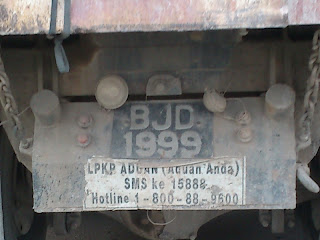 BJD
1999
LPKP ADUAN (Aduan Anda)
SMS ke 15888
Hotline 1-800-88-9600